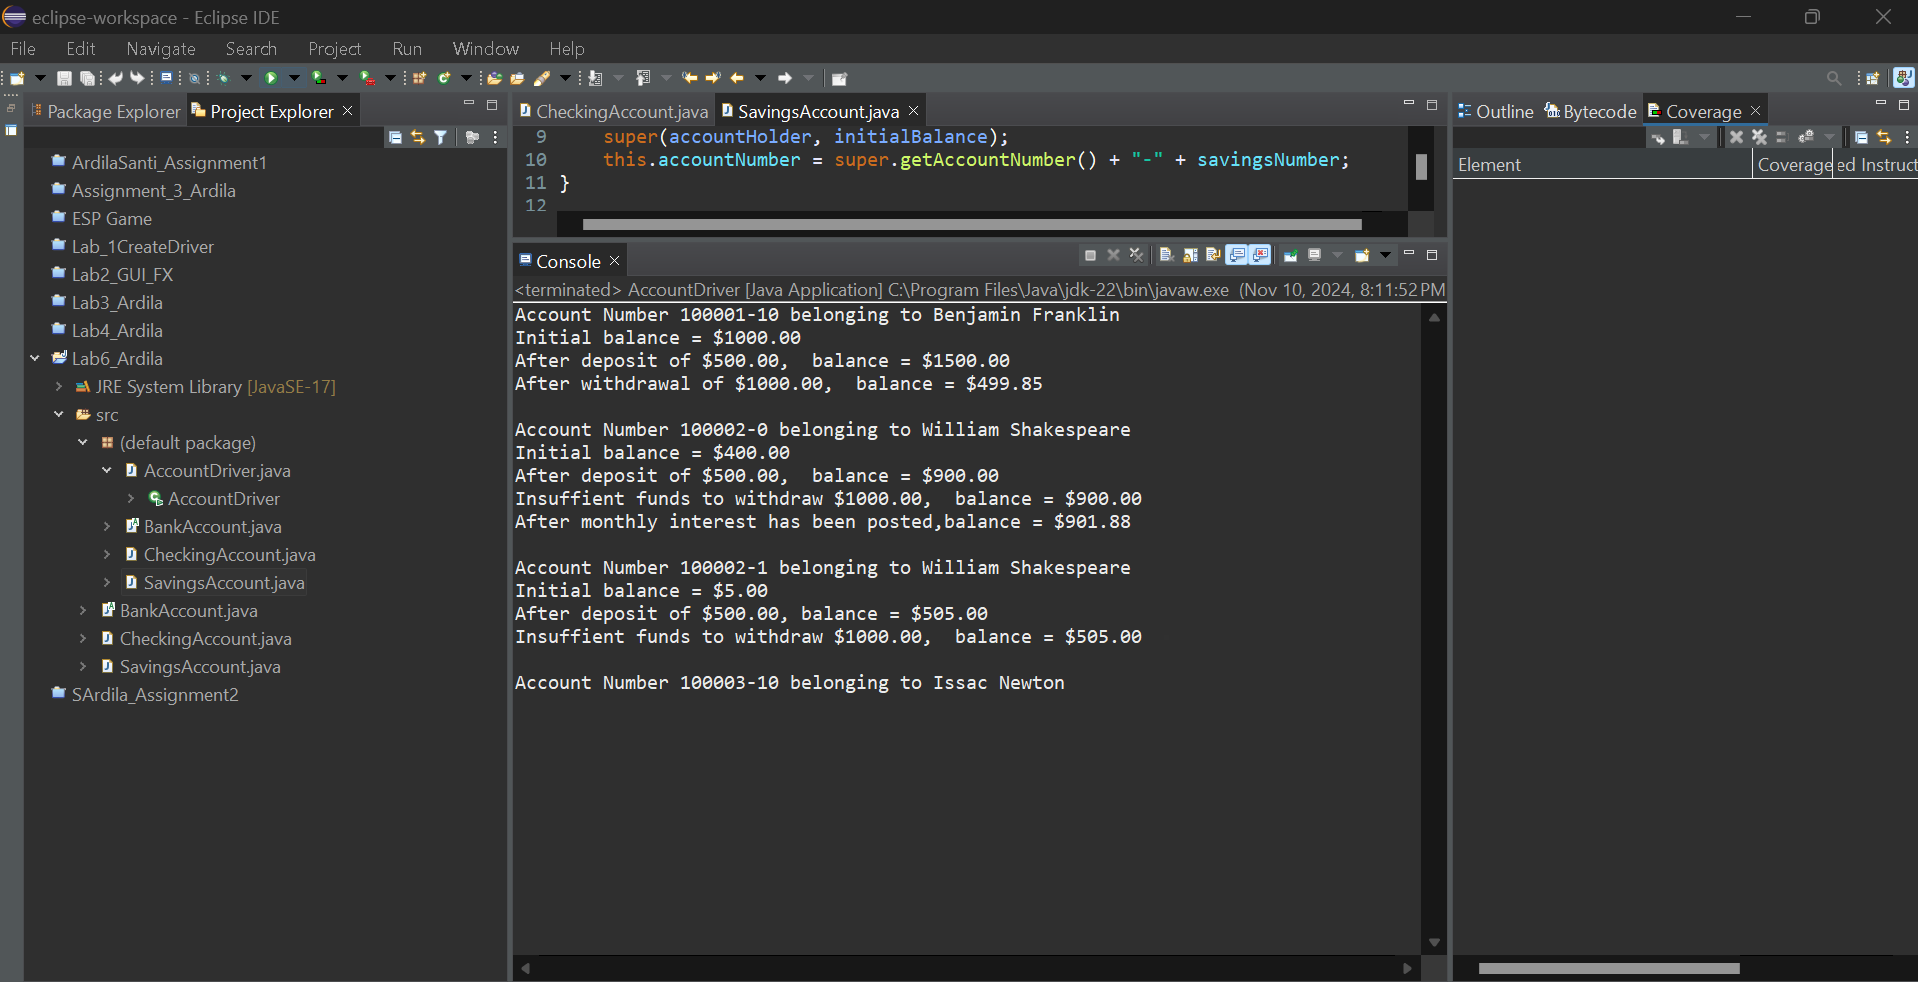 eclipse-workspace - Eclipse IDE
File Edit Navigate Search Project Run Window Help
Package Explorer Project Explorer
ArdilaSanti_Assignment1
Assignment_3_Ardila
ESP Game
Lab_1CreateDriver
Lab2_GUI_FX
Lab3_Ardila
Lab4_Ardila
Lab6_Ardila
JRE System Library [JavaSE-17]
src
(default package)
AccountDriver.java
AccountDriver
BankAccount.java
CheckingAccount.java
SavingsAccount.java
BankAccount.java
CheckingAccount.java
SavingsAccount.java
SArdila_Assignment2
CheckingAccount.java SavingsAccount.java
9 super(accountHolder, initialBalance);
10 this.accountNumber = super.getAccountNumber() + "-" + savingsNumber;
11 }
12
Console
<terminated> AccountDriver [Java Application] C:\Program Files\Java\jdk-22\bin\javaw.exe (Nov 10, 2024, 8:11:52 PM
Account Number 100001-10 belonging to Benjamin Franklin
Initial balance = $1000.00
After deposit of $500.00,  balance = $1500.00
After withdrawal of $1000.00,  balance = $499.85
Account Number 100002-0 belonging to William Shakespeare
Initial balance = $400.00
After deposit of $500.00,  balance = $900.00
Insuffient funds to withdraw $1000.00,  balance = $900.00
After monthly interest has been posted,balance = $901.88
Account Number 100002-1 belonging to William Shakespeare
Initial balance = $5.00
After deposit of $500.00, balance = $505.00
Insuffient funds to withdraw $1000.00,  balance = $505.00
Account Number 100003-10 belonging to Issac Newton
Outline Bytecode Coverage
Element Coverage ed Instruct